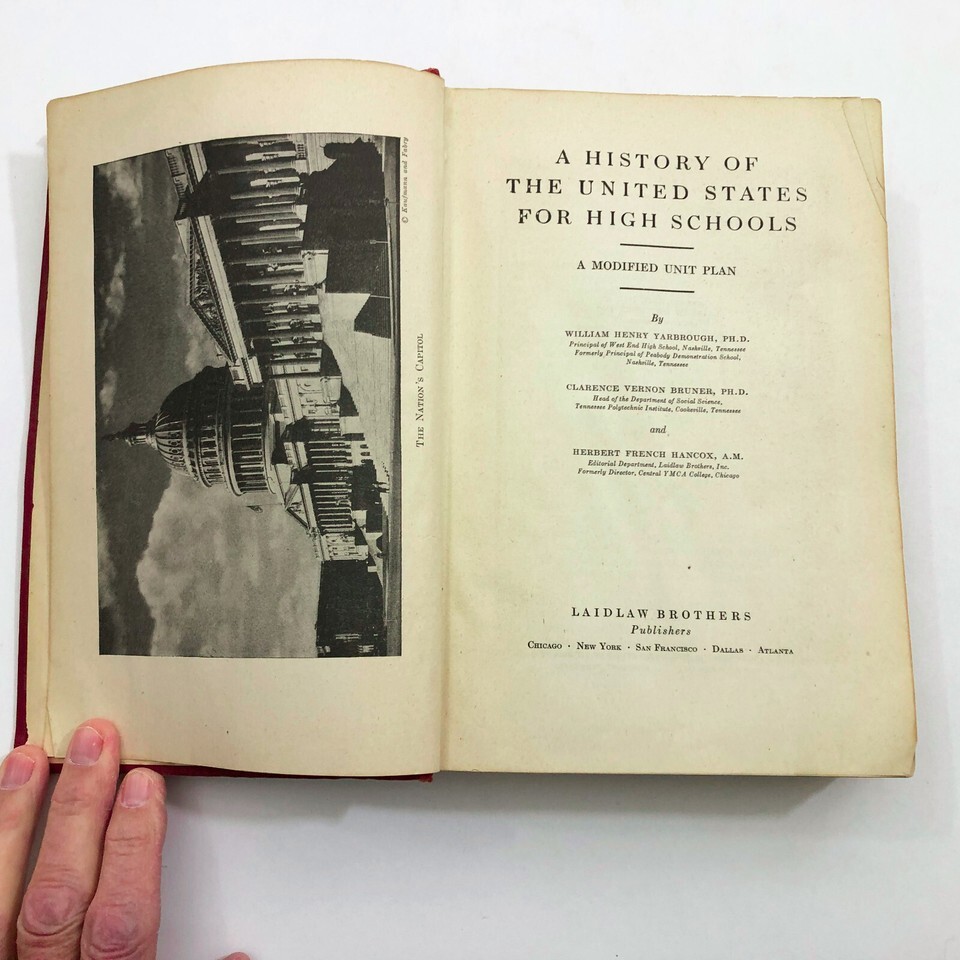 © Kaufmann and Fabry
THE NATION'S CAPITOL
A HISTORY OF
THE UNITED STATES
FOR HIGH SCHOOLS
A MODIFIED UNIT PLAN
By
WILLIAM HENRY YARBROUGH, PH.D.
Principal of West End High School, Nashville, Tennessee
Formerly Principal of Peabody Demonstration School,
Nashville, Tennessee
CLARENCE VERNON BRUNER, PH.D.
Head of the Department of Social Science,
Tennessee Polytechnic Institute, Cookeville, Tennessee
and
HERBERT FRENCH HANCOX, A.M.
Editorial Department, Laidlaw Brothers, Inc.
Formerly Director, Central YMCA College, Chicago
LAIDLAW BROTHERS
Publishers
CHICAGO · NEW YORK · SAN FRANCISCO · DALLAS · ATLANTA